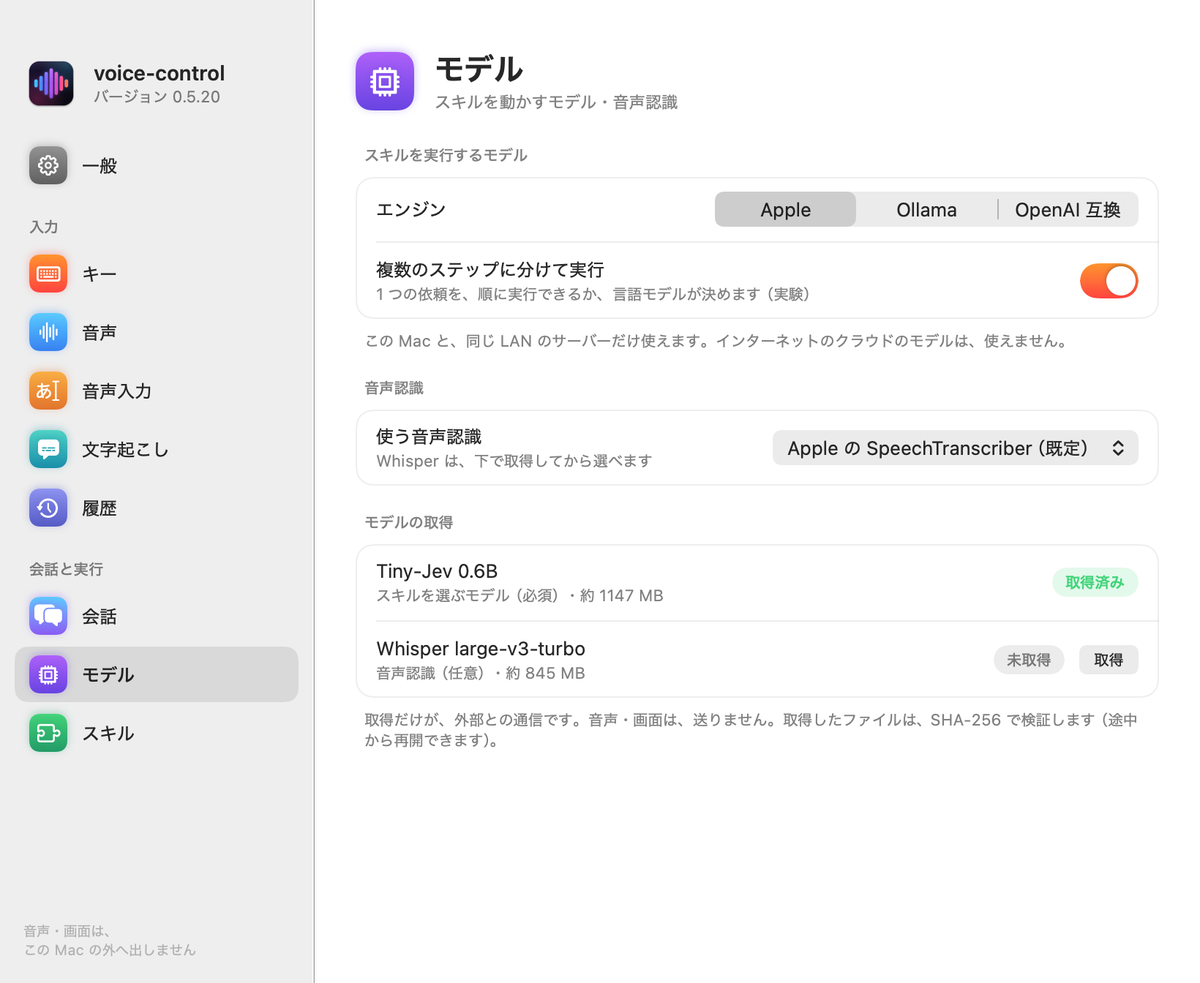 voice-control
バージョン 0.5.20
一般
入力
キー
音声
あ
音声入力
文字起こし
履歴
会話と実行
会話
モデル
スキル
音声・画面は、
この Mac の外へ出しません
モデル
スキルを動かすモデル・音声認識
スキルを実行するモデル
エンジン
Apple
Ollama
OpenAI 互換
複数のステップに分けて実行
1 つの依頼を、順に実行できるか、言語モデルが決めます（実験）
この Mac と、同じ LAN のサーバーだけ使えます。インターネットのクラウドのモデルは、使えません。
音声認識
使う音声認識
Whisper は、下で取得してから選べます
Apple の SpeechTranscriber（既定）
モデルの取得
Tiny-Jev 0.6B
スキルを選ぶモデル（必須）・約 1147 MB
取得済み
Whisper large-v3-turbo
音声認識（任意）・約 845 MB
未取得
取得
取得だけが、外部との通信です。音声・画面は、送りません。取得したファイルは、SHA-256 で検証します（途中
から再開できます）。